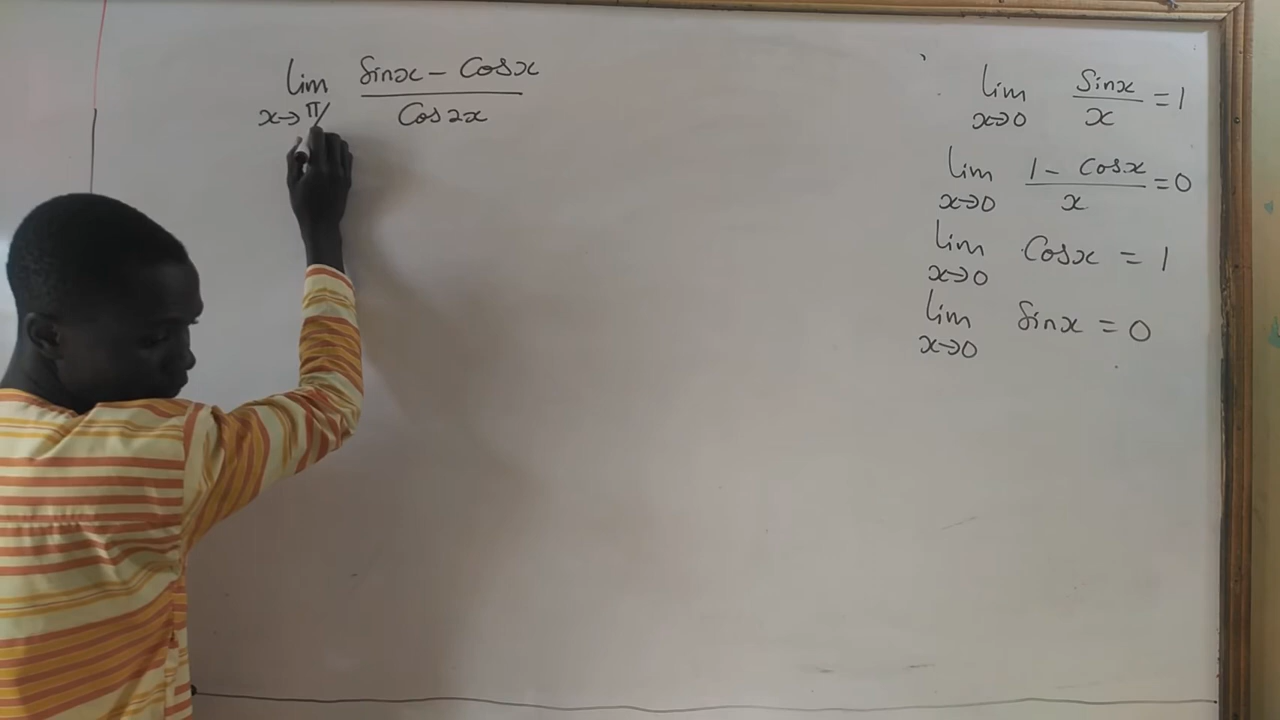 lim Sinx - Cosx
x→π/ Cos2x
lim Sinx/x = 1
x→0
lim 1 - Cosx/x = 0
x→0
lim Cosx = 1
x→0
lim Sinx = 0
x→0